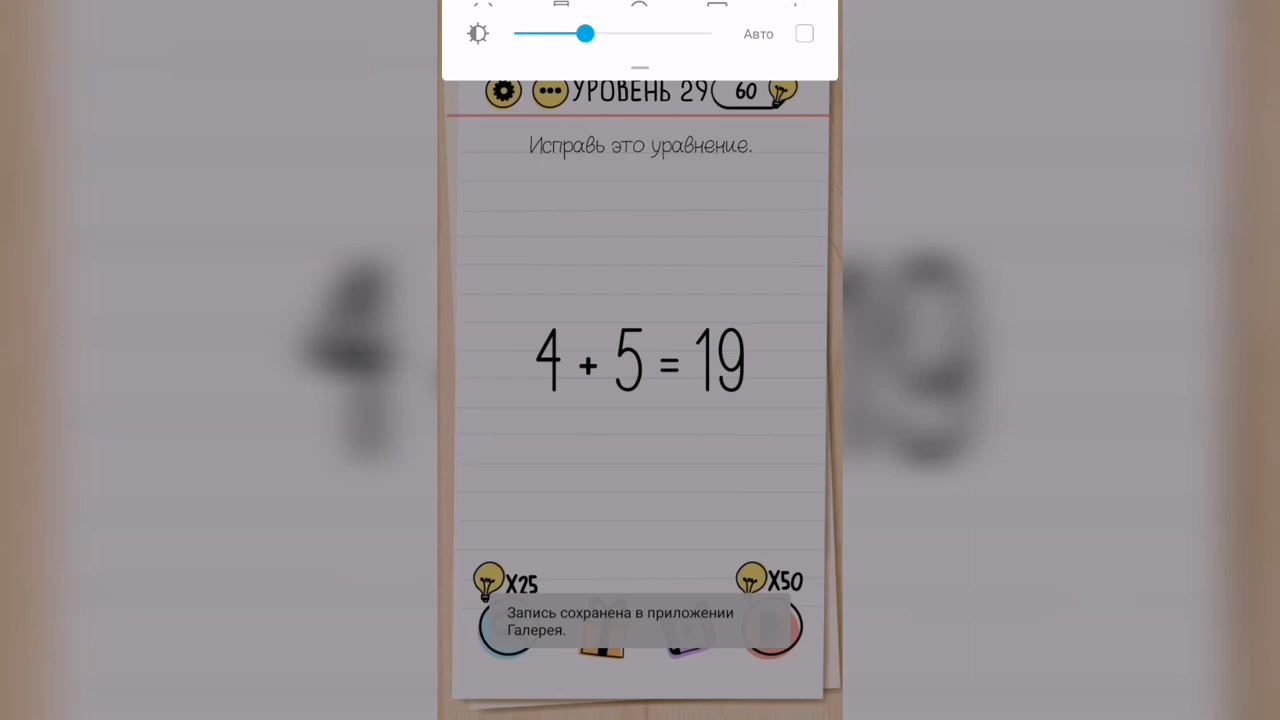 Авто
УРОВЕНЬ 29 60
Исправь это уравнение.
4 + 5 = 19
X25 X50
Запись сохранена в приложении
Галерея.